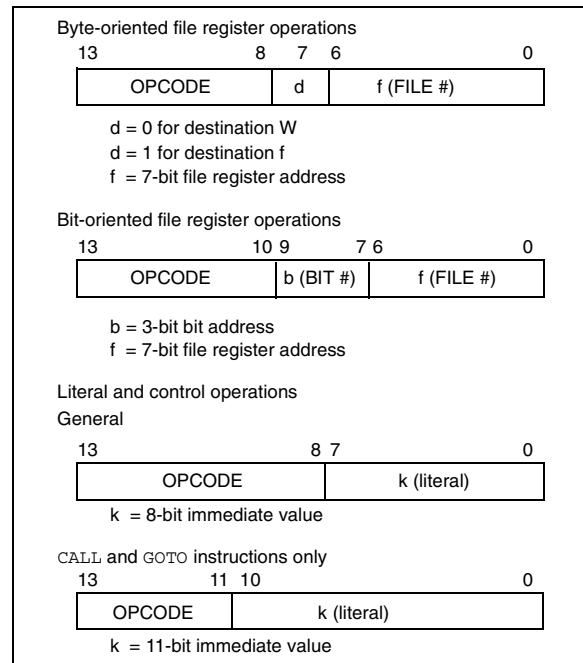 Byte-oriented file register operations
13 8 7 6 0
OPCODE d f (FILE #)
d = 0 for destination W
d = 1 for destination f
f = 7-bit file register address
Bit-oriented file register operations
13 10 9 7 6 0
OPCODE b (BIT #) f (FILE #)
b = 3-bit bit address
f = 7-bit file register address
Literal and control operations
General
13 8 7 0
OPCODE k (literal)
k = 8-bit immediate value
CALL and GOTO instructions only
13 11 10 0
OPCODE k (literal)
k = 11-bit immediate value